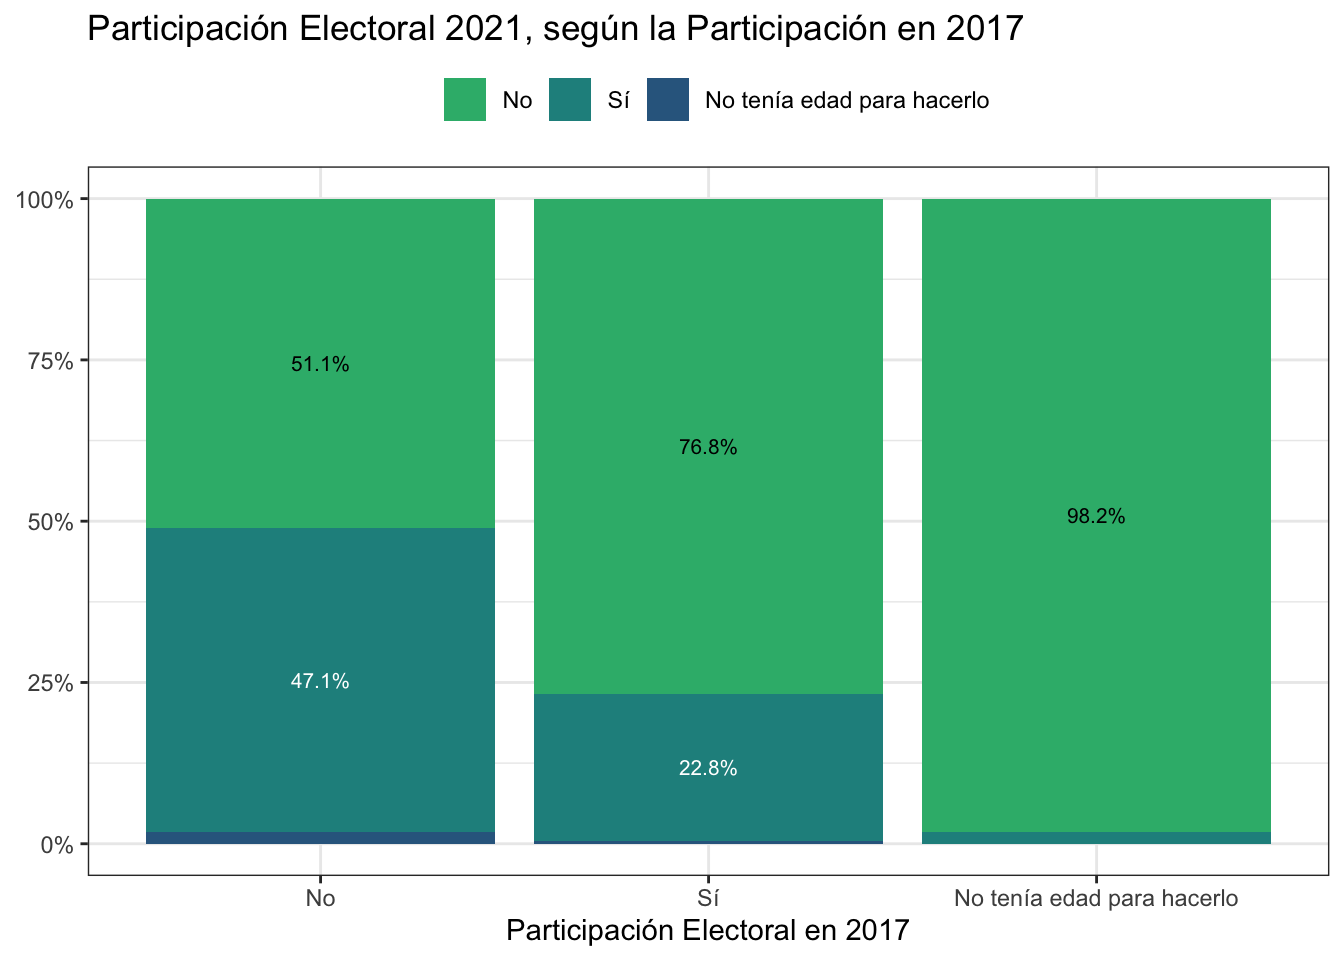 Participación Electoral 2021, según la Participación en 2017
No Sí No tenía edad para hacerlo
100%
75%
50%
25%
0%
51.1%
76.8%
98.2%
47.1%
22.8%
No Sí No tenía edad para hacerlo
Participación Electoral en 2017